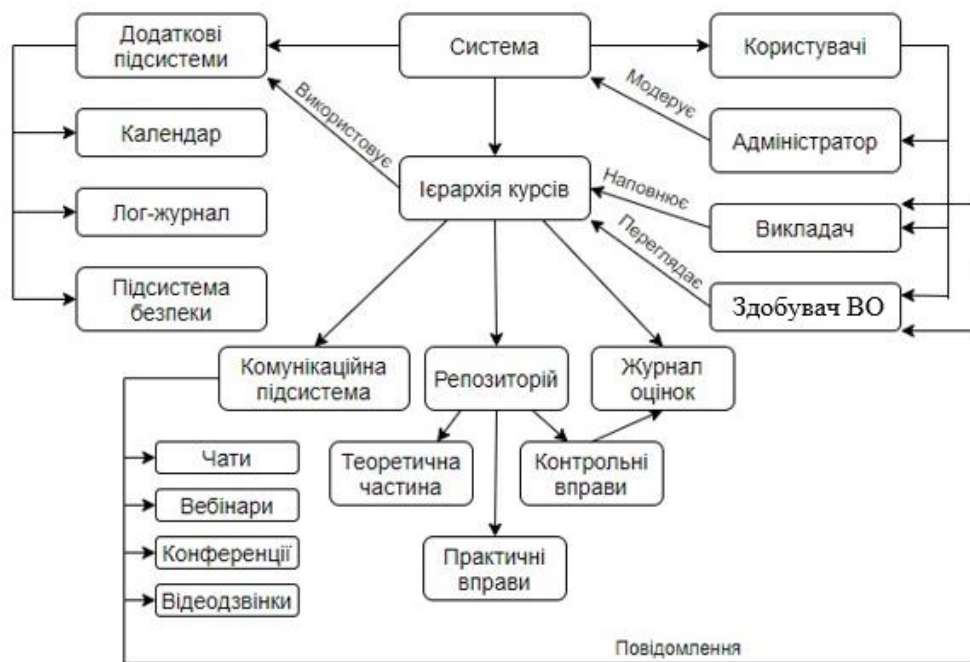 Додаткові
підсистеми
Система
Користувачі
Використовує
Модерує
Календар
Адміністратор
Ієрархія курсів
Наповнює
Лог-журнал
Викладач
Переглядає
Підсистема
безпеки
Здобувач ВО
Комунікаційна
підсистема
Репозиторій
Журнал
оцінок
Чати
Теоретична
частина
Контрольні
вправи
Вебінари
Конференції
Практичні
вправи
Відеодзвінки
Повідомлення